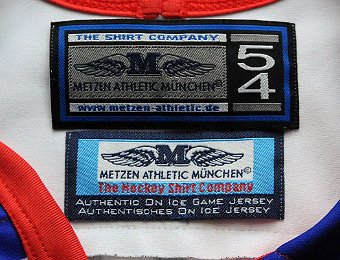 THE SHIRT COMPANY
M
METZEN ATHLETIC MÜNCHEN©
www.metzen-athletic.de
54
M
METZEN ATHLETIC MÜNCHEN©
The Hockey Shirt Company
AUTHENTIC ON ICE GAME JERSEY
AUTHENTISCHES ON ICE JERSEY